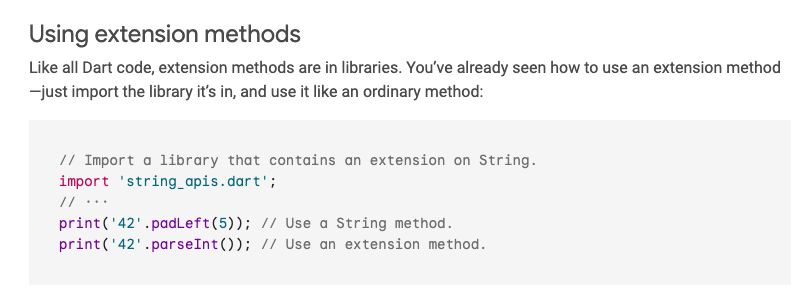 Using extension methods
Like all Dart code, extension methods are in libraries. You’ve already seen how to use an extension method
—just import the library it’s in, and use it like an ordinary method:
// Import a library that contains an extension on String.
import 'string_apis.dart';
// ···
print('42'.padLeft(5)); // Use a String method.
print('42'.parseInt()); // Use an extension method.